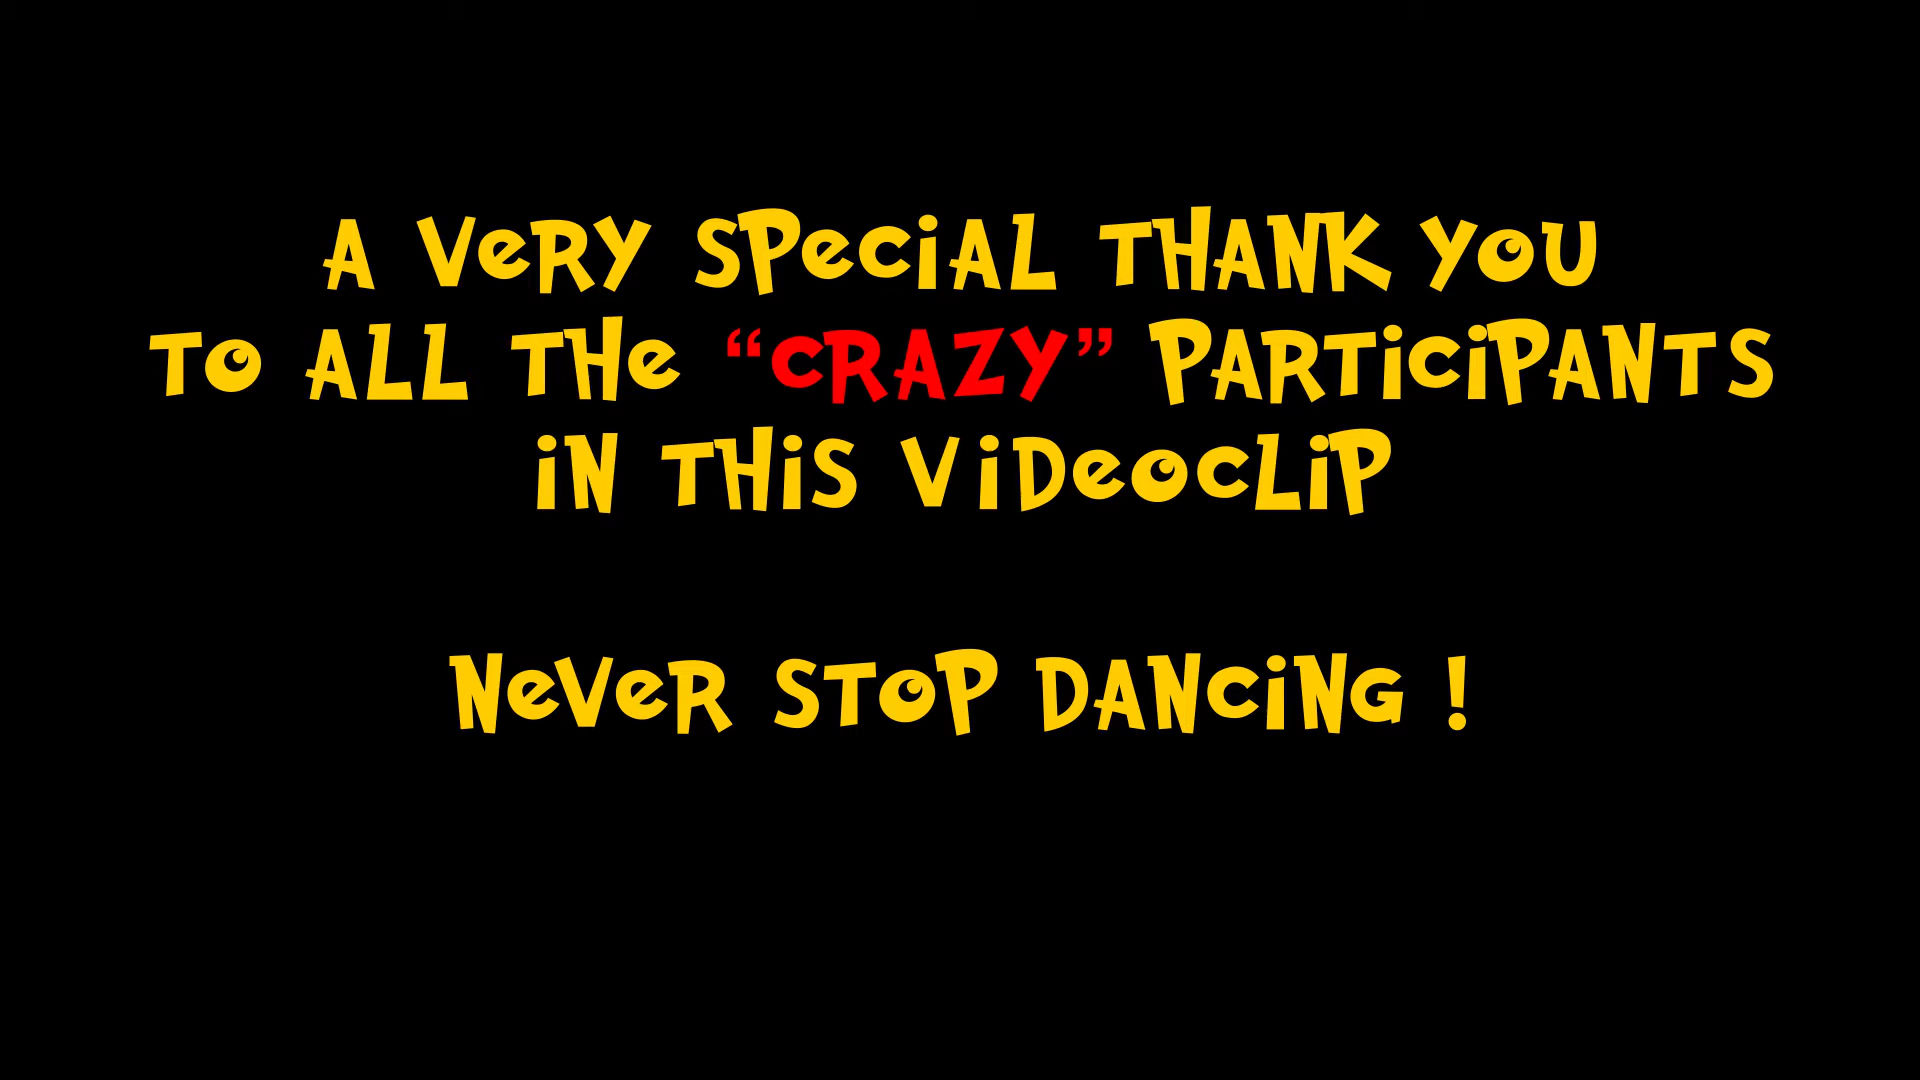 A VeRY SPeCiAL THANK YOU
TO ALL THe “CRAZY” PARTiCiPANTS
iN THiS ViDeOCLiP
NeVeR STOP DANCiNG !